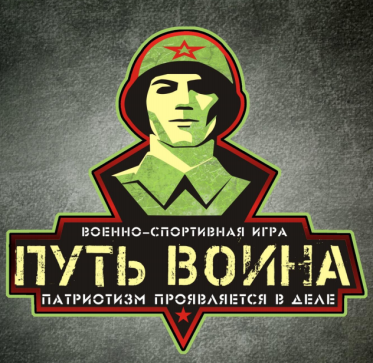 ВОЕННО-СПОРТИВНАЯ ИГРА
ПУТЬ ВОИНА
ПАТРИОТИЗМ ПРОЯВЛЯЕТСЯ В ДЕЛЕ